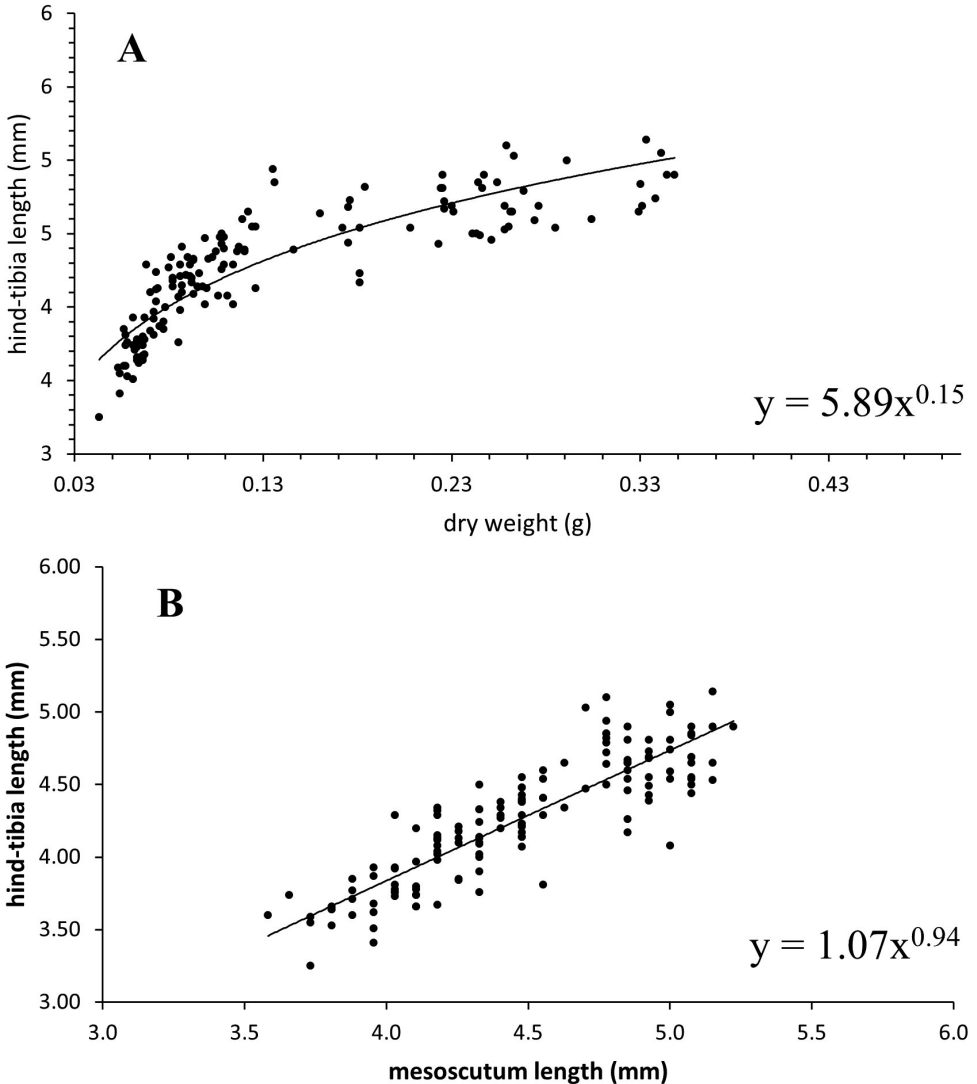 A
6
6
5
5
4
4
3
hind-tibia length (mm)
y = 5.89x^0.15
0.03 0.13 0.23 0.33 0.43
dry weight (g)
B
6.00
5.50
5.00
4.50
4.00
3.50
3.00
hind-tibia length (mm)
y = 1.07x^0.94
3.0 3.5 4.0 4.5 5.0 5.5 6.0
mesoscutum length (mm)